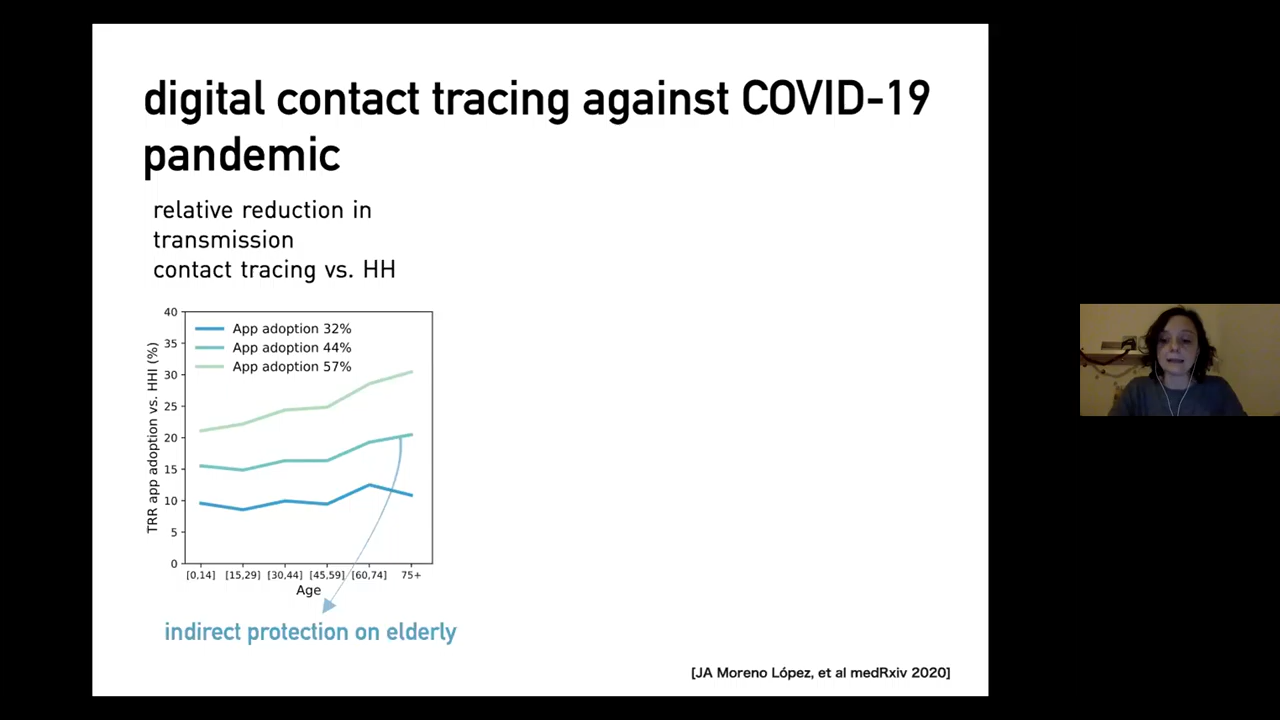 digital contact tracing against COVID-19
pandemic
relative reduction in
transmission
contact tracing vs. HH
TRR app adoption vs. HHI (%)
40
35
30
25
20
15
10
5
0
App adoption 32%
App adoption 44%
App adoption 57%
[0,14] [15,29] [30,44] [45,59] [60,74] 75+
Age
indirect protection on elderly
[JA Moreno López, et al medRxiv 2020]